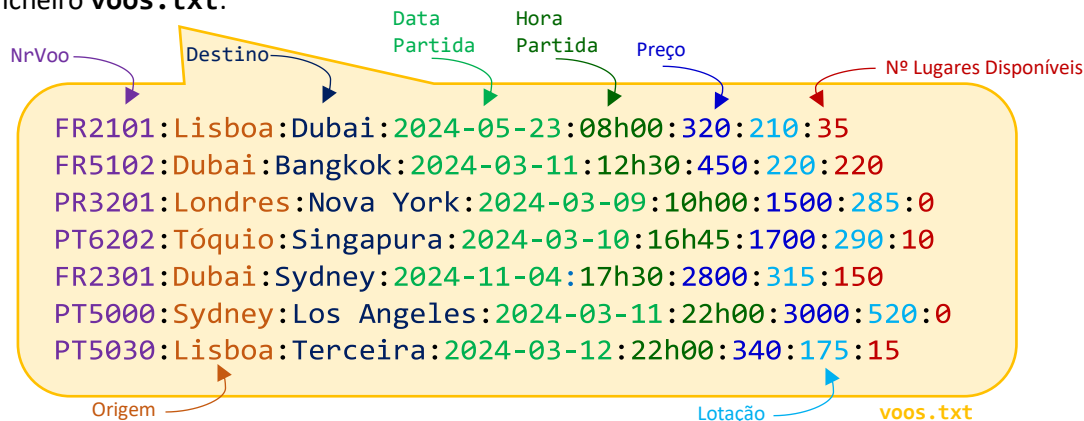 voos.txt.
Data
Partida
Hora
Partida
NrVoo
Destino
Preço
Nº Lugares Disponíveis
FR2101:Lisboa:Dubai:2024-05-23:08h00:320:210:35
FR5102:Dubai:Bangkok:2024-03-11:12h30:450:220:220
PR3201:Londres:Nova York:2024-03-09:10h00:1500:285:0
PT6202:Tóquio:Singapura:2024-03-10:16h45:1700:290:10
FR2301:Dubai:Sydney:2024-11-04:17h30:2800:315:150
PT5000:Sydney:Los Angeles:2024-03-11:22h00:3000:520:0
PT5030:Lisboa:Terceira:2024-03-12:22h00:340:175:15
Origem
Lotação
voos.txt